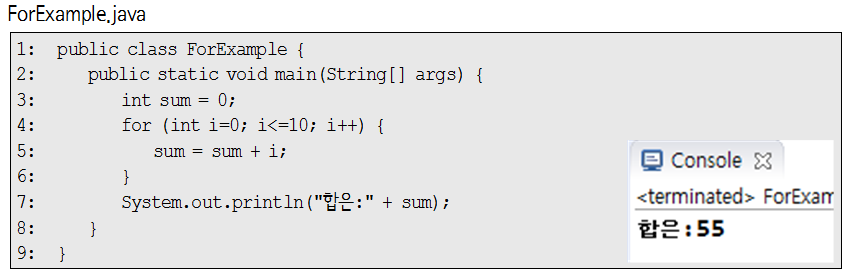 ForExample.java
1: public class ForExample {
2: public static void main(String[] args) {
3: int sum = 0;
4: for (int i=0; i<=10; i++) {
5: sum = sum + i;
6: }
7: System.out.println("합은:" + sum);
8: }
9: }
Console
<terminated> ForExam
합은:55